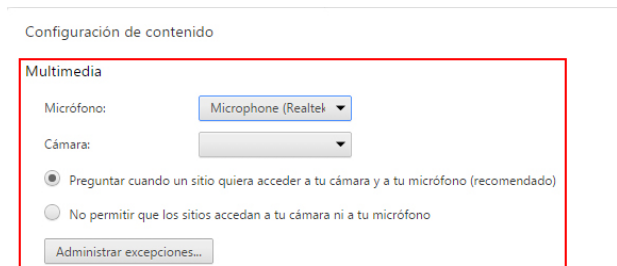 Configuración de contenido
Multimedia
Micrófono: Microphone (Realtek
Cámara:
Preguntar cuando un sitio quiera acceder a tu cámara y a tu micrófono (recomendado)
No permitir que los sitios accedan a tu cámara ni a tu micrófono
Administrar excepciones...